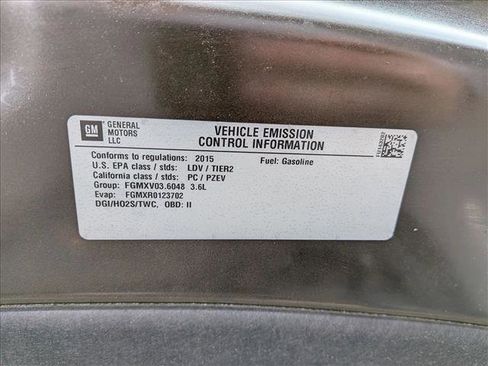 GM
GENERAL
MOTORS
LLC
VEHICLE EMISSION
CONTROL INFORMATION
Conforms to regulations: 2015
Fuel: Gasoline
U.S. EPA class / stds: LDV / TIER2
California class / stds: PC / PZEV
Group: FGMXV03.6048 3.6L
Evap: FGMXR0123702
DGI/HO2S/TWC, OBD: II